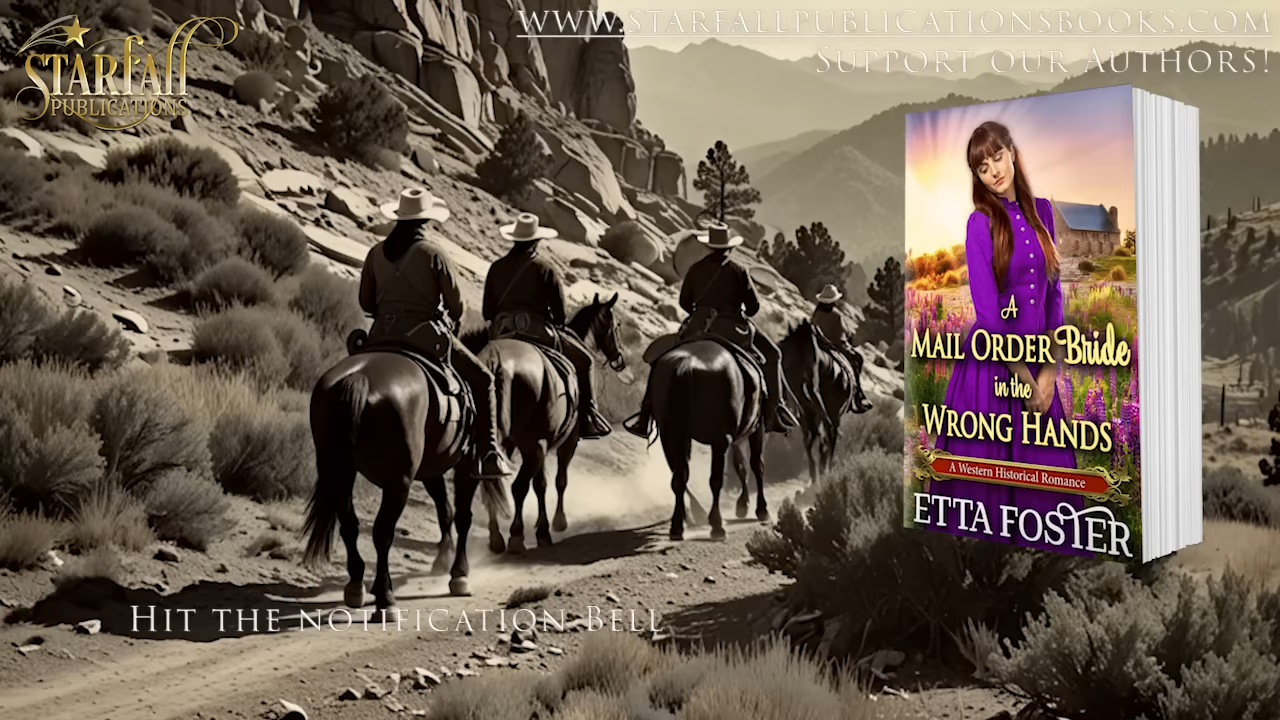 STARfall
PUBLICATIONS
WWW.STARFALLPUBLICATIONSBOOKS.COM
SUPPORT OUR AUTHORS!
A
MAIL ORDER Bride
in the
WRONG HANDS
A Western Historical Romance
ETTA FOSTER
HIT THE NOTIFICATION BELL